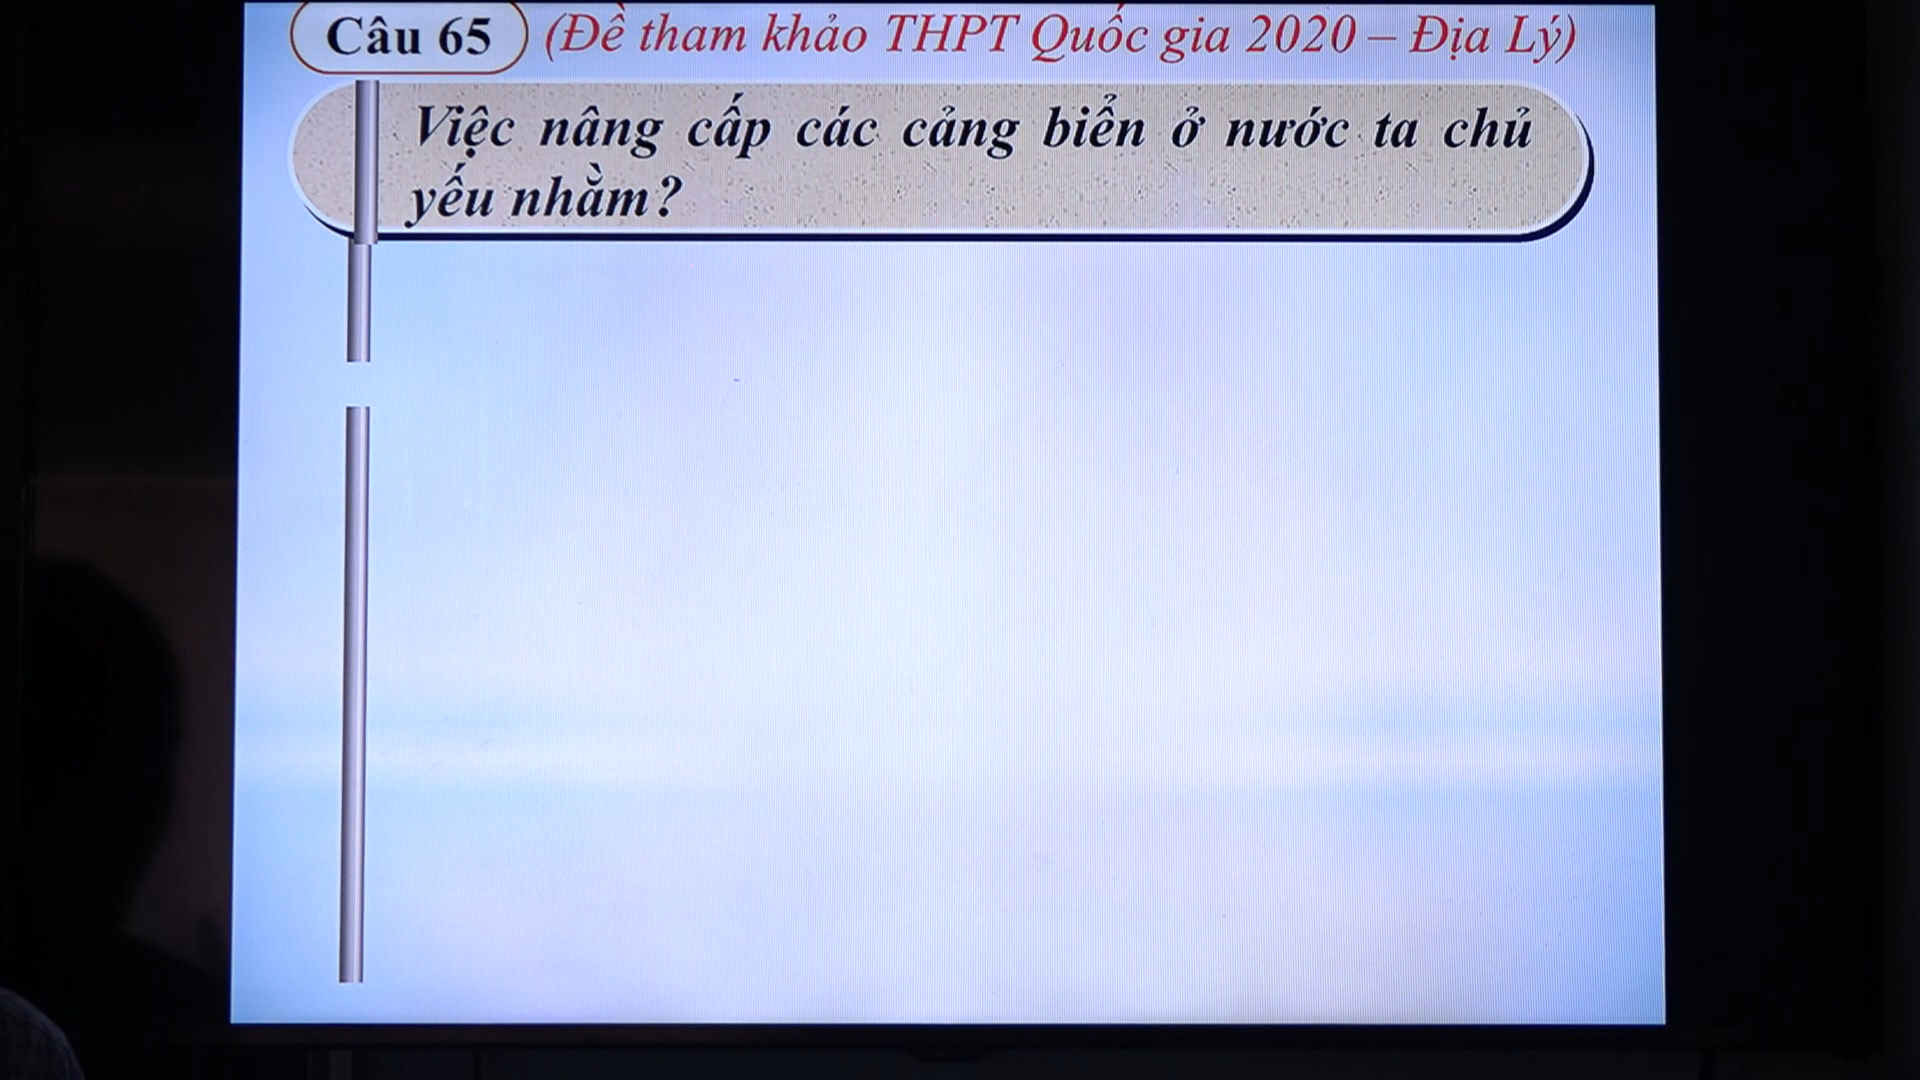 Câu 65 (Đề tham khảo THPT Quốc gia 2020 – Địa Lý)
Việc nâng cấp các cảng biển ở nước ta chủ
yếu nhằm?